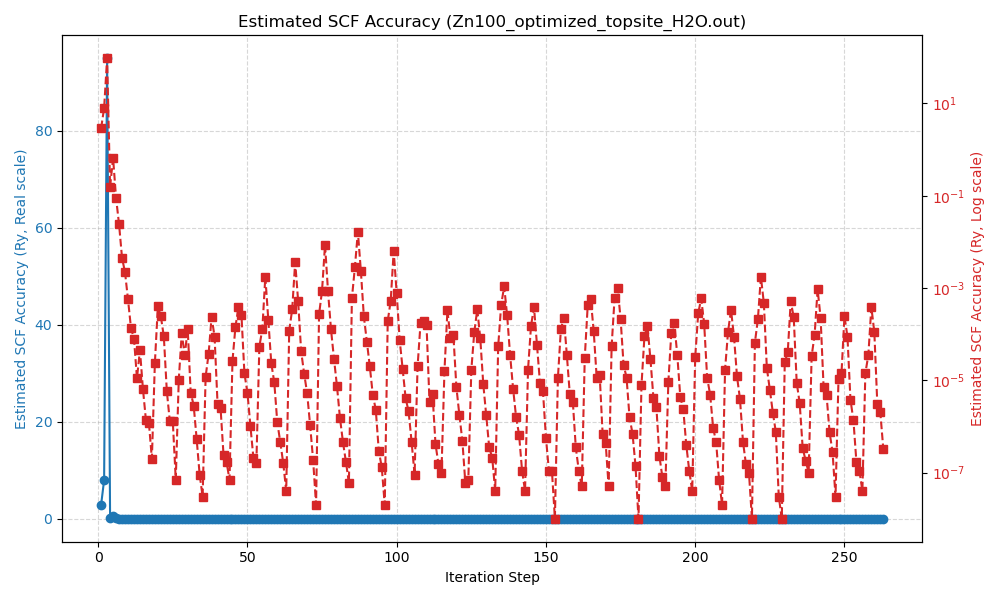 Estimated SCF Accuracy (Zn100_optimized_topsite_H2O.out)
Estimated SCF Accuracy (Ry, Real scale)
80
60
40
20
0
10^1
10^-1
10^-3
10^-5
10^-7
Estimated SCF Accuracy (Ry, Log scale)
0 50 100 150 200 250
Iteration Step